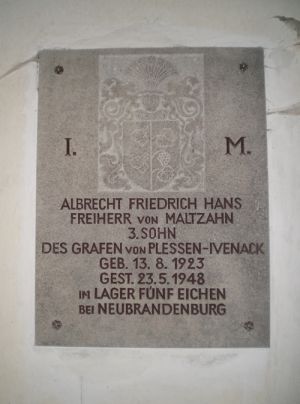 I. M.
ALBRECHT FRIEDRICH HANS
FREIHERR VON MALTZAHN
3. SOHN
DES GRAFEN VON PLESSEN-IVENACK
GEB. 13. 8. 1923
GEST. 23. 5. 1948
IM LAGER FÜNF EICHEN
BEI NEUBRANDENBURG